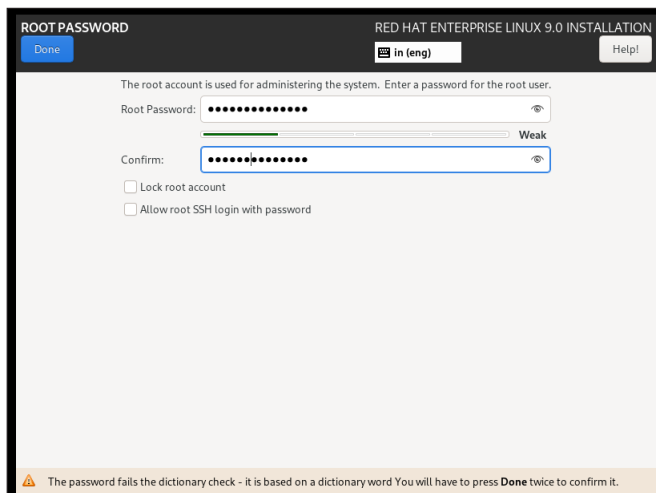 ROOT PASSWORD
RED HAT ENTERPRISE LINUX 9.0 INSTALLATION
Done
in (eng)
Help!
The root account is used for administering the system. Enter a password for the root user.
Root Password: ••••••••••••••
Weak
Confirm: ••••••••••••••
Lock root account
Allow root SSH login with password
The password fails the dictionary check - it is based on a dictionary word You will have to press Done twice to confirm it.